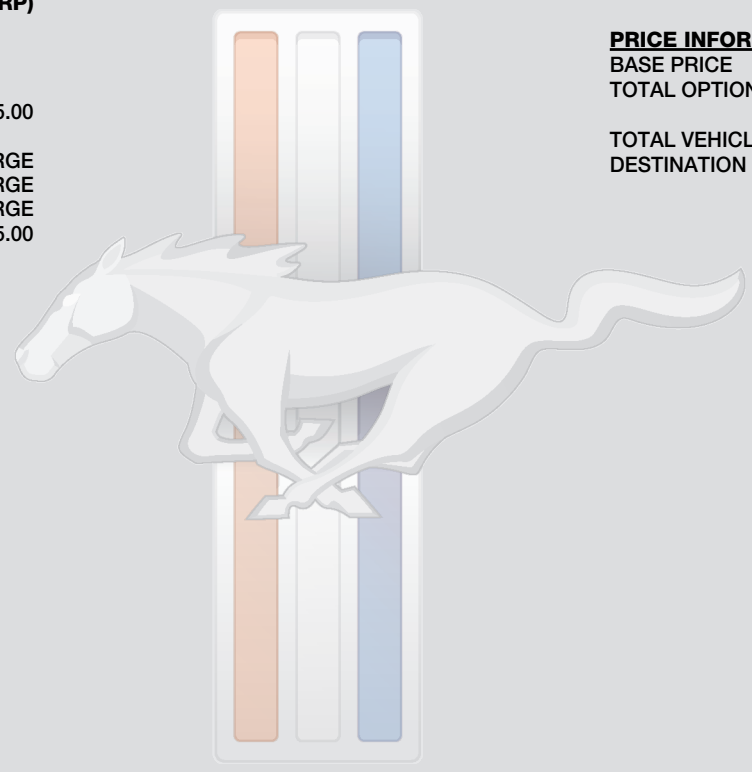 RP)
5.00
RGE
RGE
RGE
5.00
PRICE INFOR
BASE PRICE
TOTAL OPTION
TOTAL VEHICL
DESTINATION